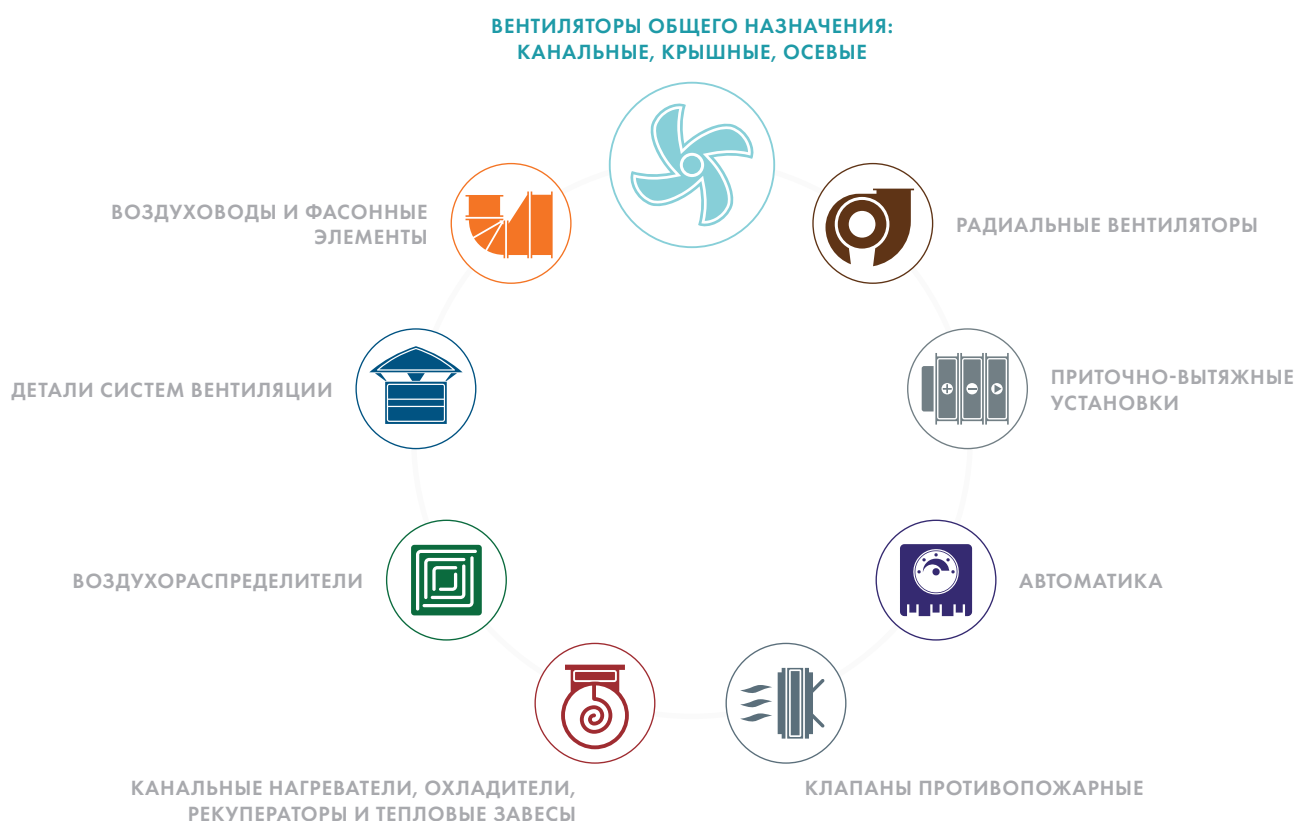 ВЕНТИЛЯТОРЫ ОБЩЕГО НАЗНАЧЕНИЯ:
КАНАЛЬНЫЕ, КРЫШНЫЕ, ОСЕВЫЕ
ВОЗДУХОВОДЫ И ФАСОННЫЕ
ЭЛЕМЕНТЫ
РАДИАЛЬНЫЕ ВЕНТИЛЯТОРЫ
ДЕТАЛИ СИСТЕМ ВЕНТИЛЯЦИИ
ПРИТОЧНО-ВЫТЯЖНЫЕ
УСТАНОВКИ
ВОЗДУХОРАСПРЕДЕЛИТЕЛИ
АВТОМАТИКА
КАНАЛЬНЫЕ НАГРЕВАТЕЛИ, ОХЛАДИТЕЛИ,
РЕКУПЕРАТОРЫ И ТЕПЛОВЫЕ ЗАВЕСЫ
КЛАПАНЫ ПРОТИВОПОЖАРНЫЕ